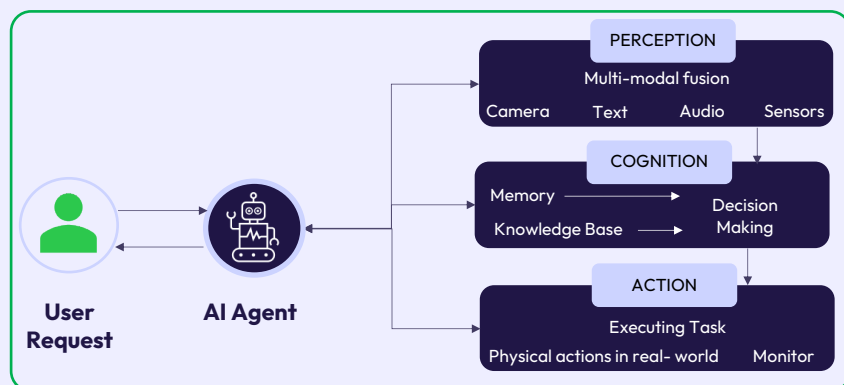 PERCEPTION
Multi-modal fusion
Camera Text Audio Sensors
COGNITION
Memory
Knowledge Base
Decision
Making
User
Request
AI Agent
ACTION
Executing Task
Physical actions in real- world Monitor